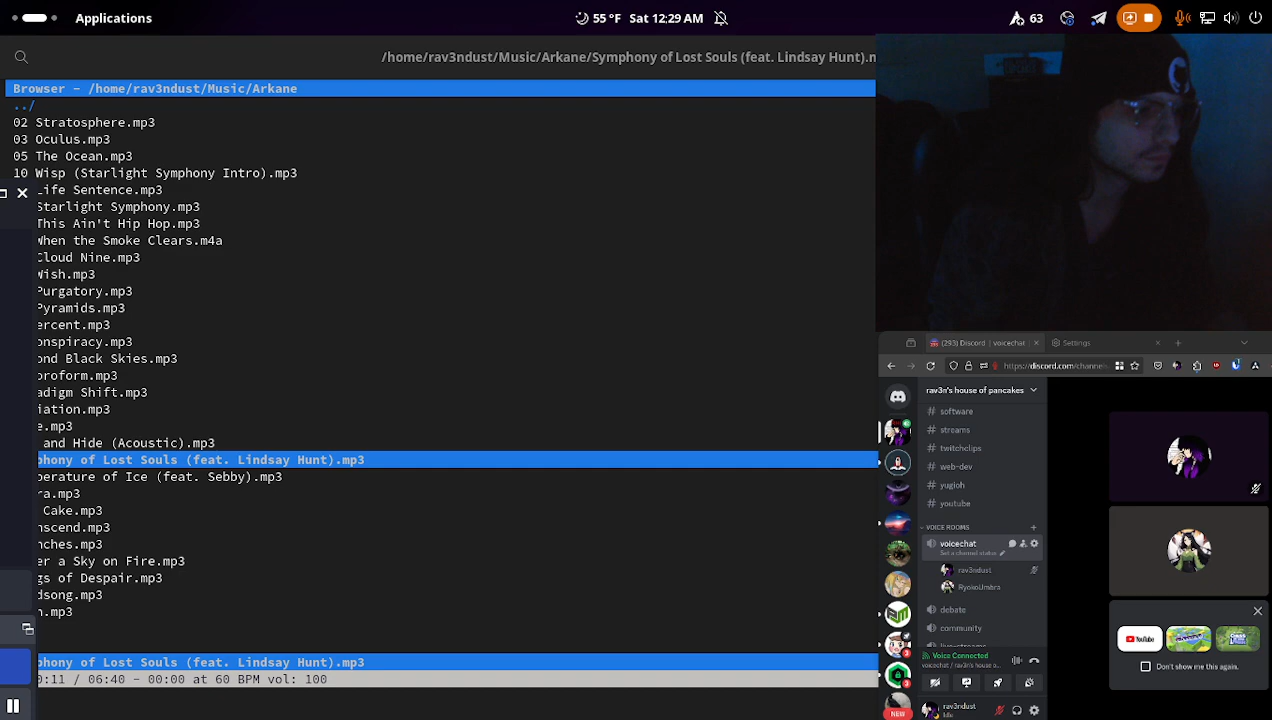 Applications
55 °F Sat 12:29 AM
63
/home/rav3ndust/Music/Arkane/Symphony of Lost Souls (feat. Lindsay Hunt).m
Browser - /home/rav3ndust/Music/Arkane
../
02 Stratosphere.mp3
03 Oculus.mp3
05 The Ocean.mp3
10 Wisp (Starlight Symphony Intro).mp3
Life Sentence.mp3
Starlight Symphony.mp3
This Ain't Hip Hop.mp3
When the Smoke Clears.m4a
Cloud Nine.mp3
Wish.mp3
Purgatory.mp3
Pyramids.mp3
ercent.mp3
onspiracy.mp3
ond Black Skies.mp3
oroform.mp3
adigm Shift.mp3
iation.mp3
e.mp3
and Hide (Acoustic).mp3
phony of Lost Souls (feat. Lindsay Hunt).mp3
perature of Ice (feat. Sebby).mp3
ra.mp3
Cake.mp3
nscend.mp3
nches.mp3
er a Sky on Fire.mp3
gs of Despair.mp3
dsong.mp3
n.mp3
phony of Lost Souls (feat. Lindsay Hunt).mp3
0:11 / 06:40 - 00:00 at 60 BPM vol: 100
(293) Discord | voicechat
Settings
https://discord.com/channels
rav3n's house of pancakes
# software
# streams
# twitchclips
# web-dev
# yugioh
# youtube
VOICE ROOMS
voicechat
Set a channel status
rav3ndust
RyokoUmbra
debate
community
live-streams
Voice Connected
voicechat / rav3n's house o...
rav3ndust
Idle
NEW
YouTube
Don't show me this again.